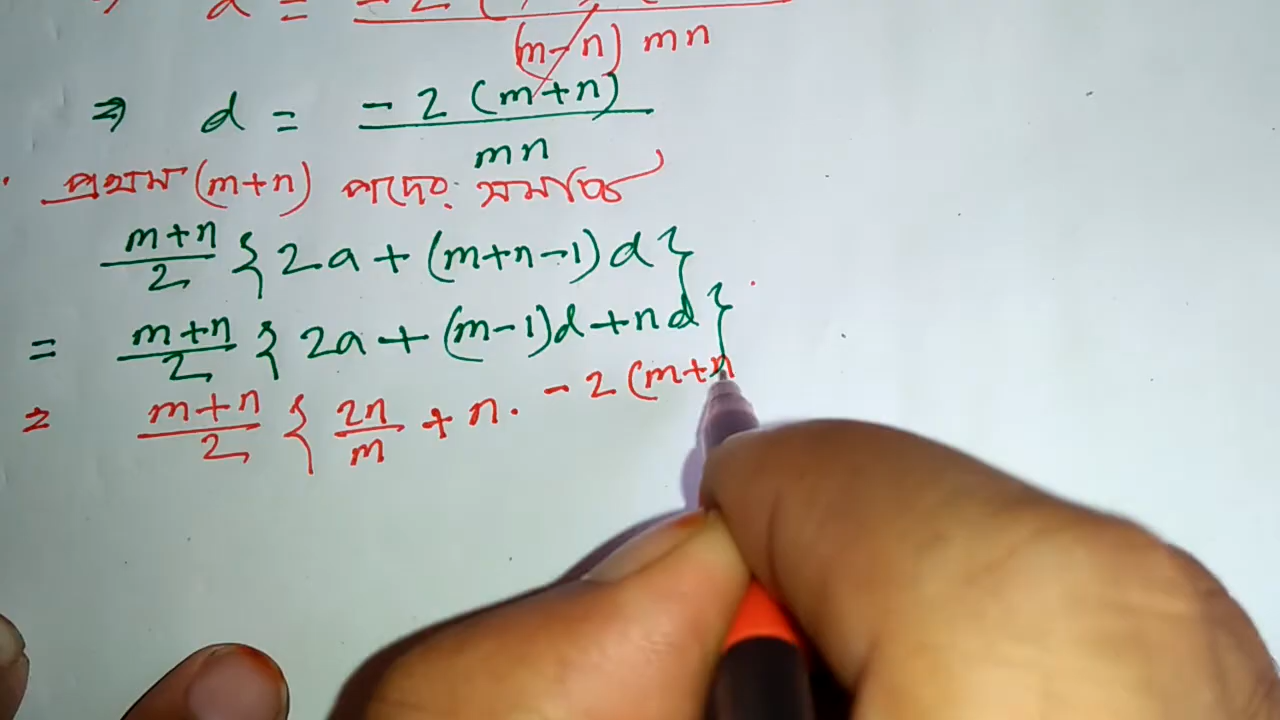 (m-n) mn
⇒ d = -2 (m+n) / mn
প্রথম (m+n) পদের সমষ্টি
m+n/2 {2a + (m+n-1)d}
= m+n/2 {2a + (m-1)d + nd}
= m+n/2 { 2n/m + n. -2 (m+n